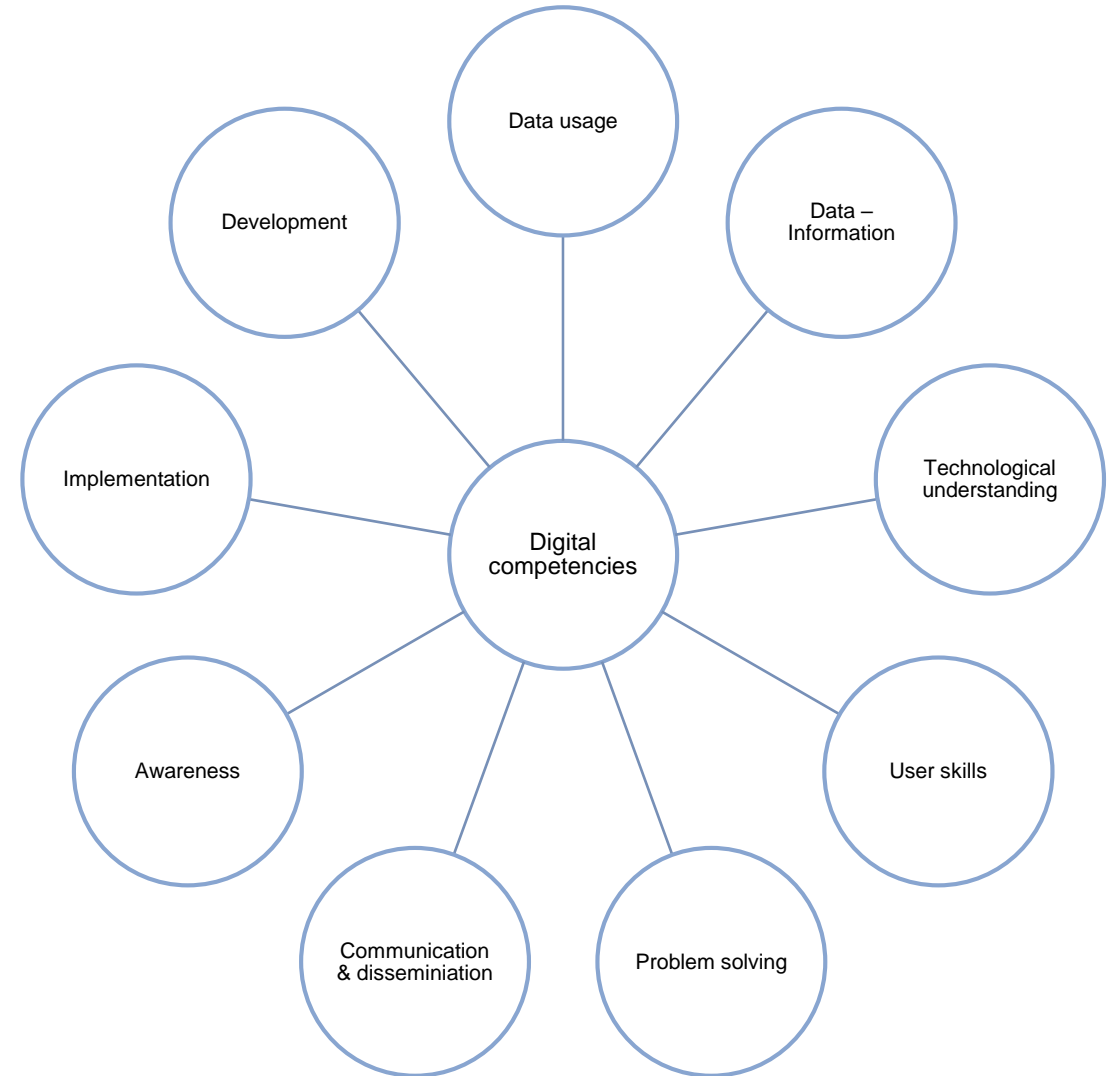 Data usage
Data –
Information
Technological
understanding
User skills
Problem solving
Communication
& disseminiation
Awareness
Implementation
Development
Digital
competencies